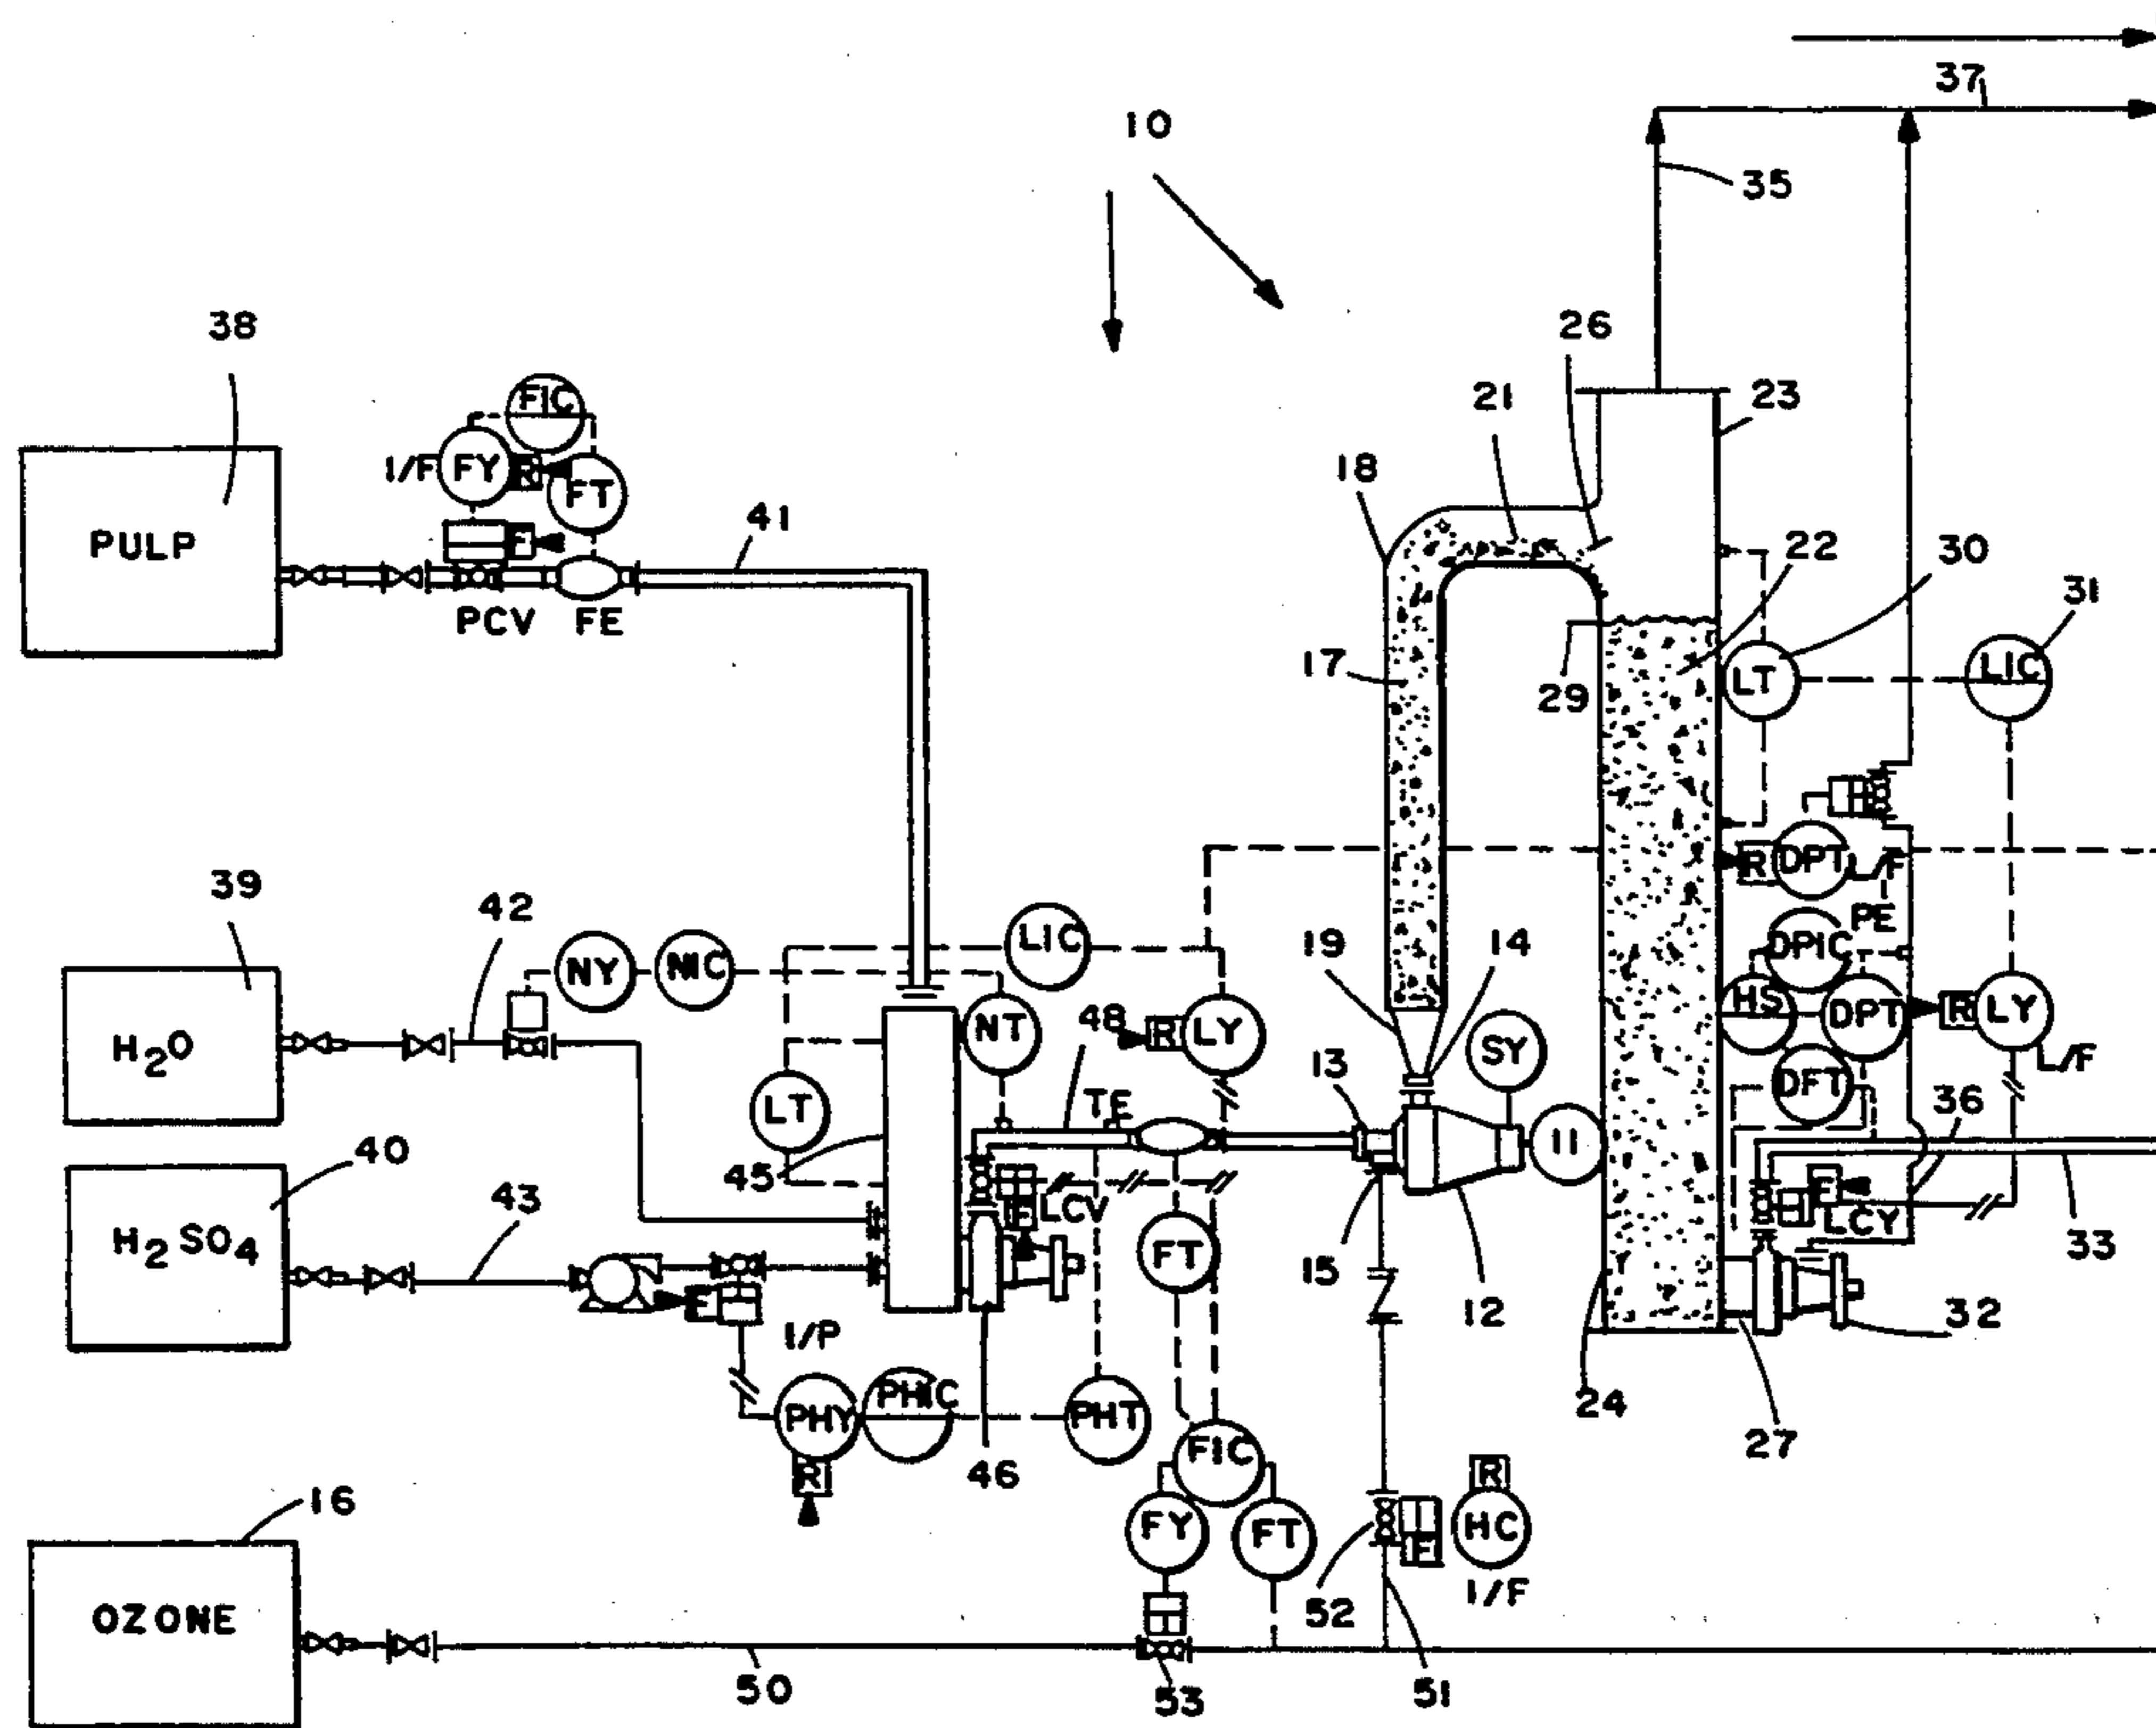 37
10
35
38
26
21
23
FIC
18
I/F
FY
R
FT
41
22
30
PULP
F
31
PCV
FE
17
29
LT
LIC
R
DPT
L/F
39
42
PE
LIC
19
14
DPIC
NY
NIC
HS
DPT
R
LY
H2O
NT
48
R
LY
SY
L/F
13
DFT
LT
TE
36
40
11
45
43
F
LCV
F
LCY
H2SO4
FT
15
33
F
12
32
I/P
PHIC
24
PHY
PHT
27
R
46
FIC
16
R
FY
FT
HC
F
I/F
OZONE
52
50
53
51